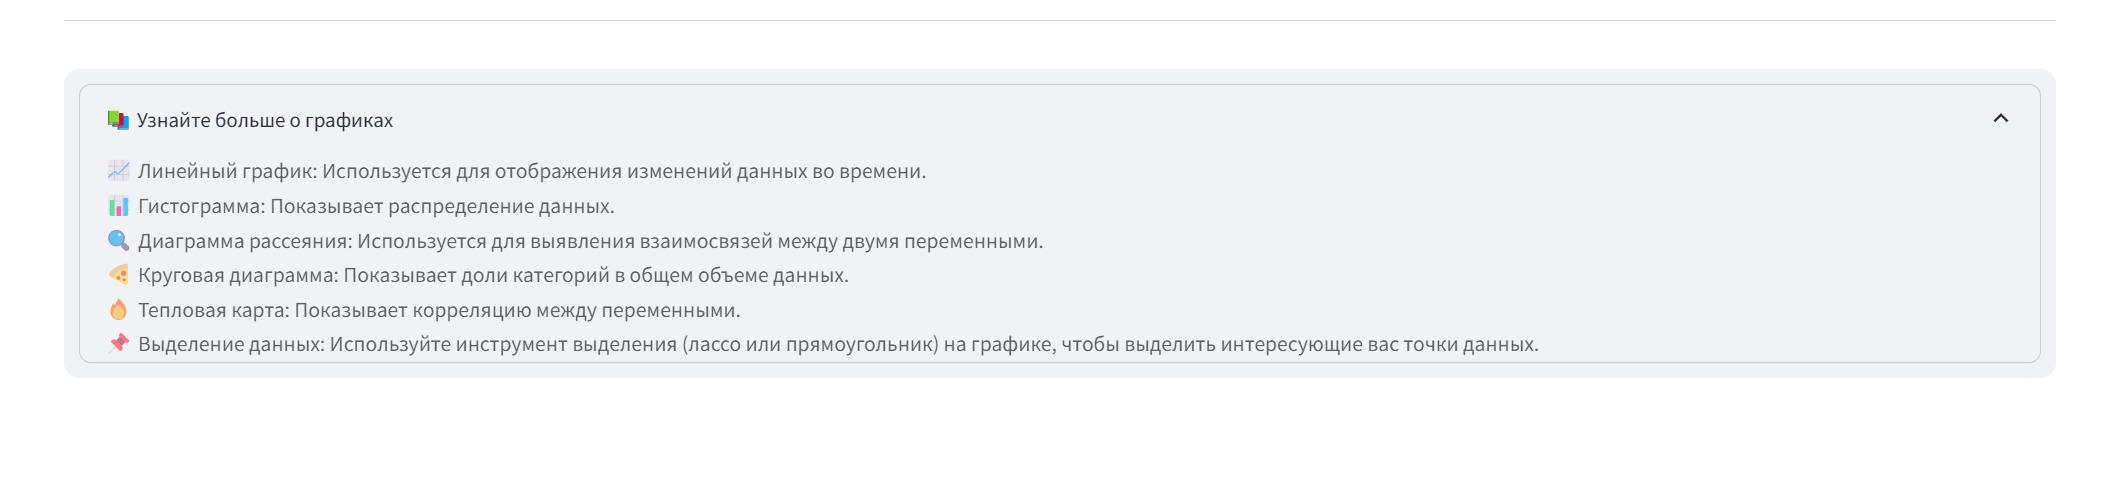 Узнайте больше о графиках
Линейный график: Используется для отображения изменений данных во времени.
Гистограмма: Показывает распределение данных.
Диаграмма рассеяния: Используется для выявления взаимосвязей между двумя переменными.
Круговая диаграмма: Показывает доли категорий в общем объеме данных.
Тепловая карта: Показывает корреляцию между переменными.
Выделение данных: Используйте инструмент выделения (лассо или прямоугольник) на графике, чтобы выделить интересующие вас точки данных.